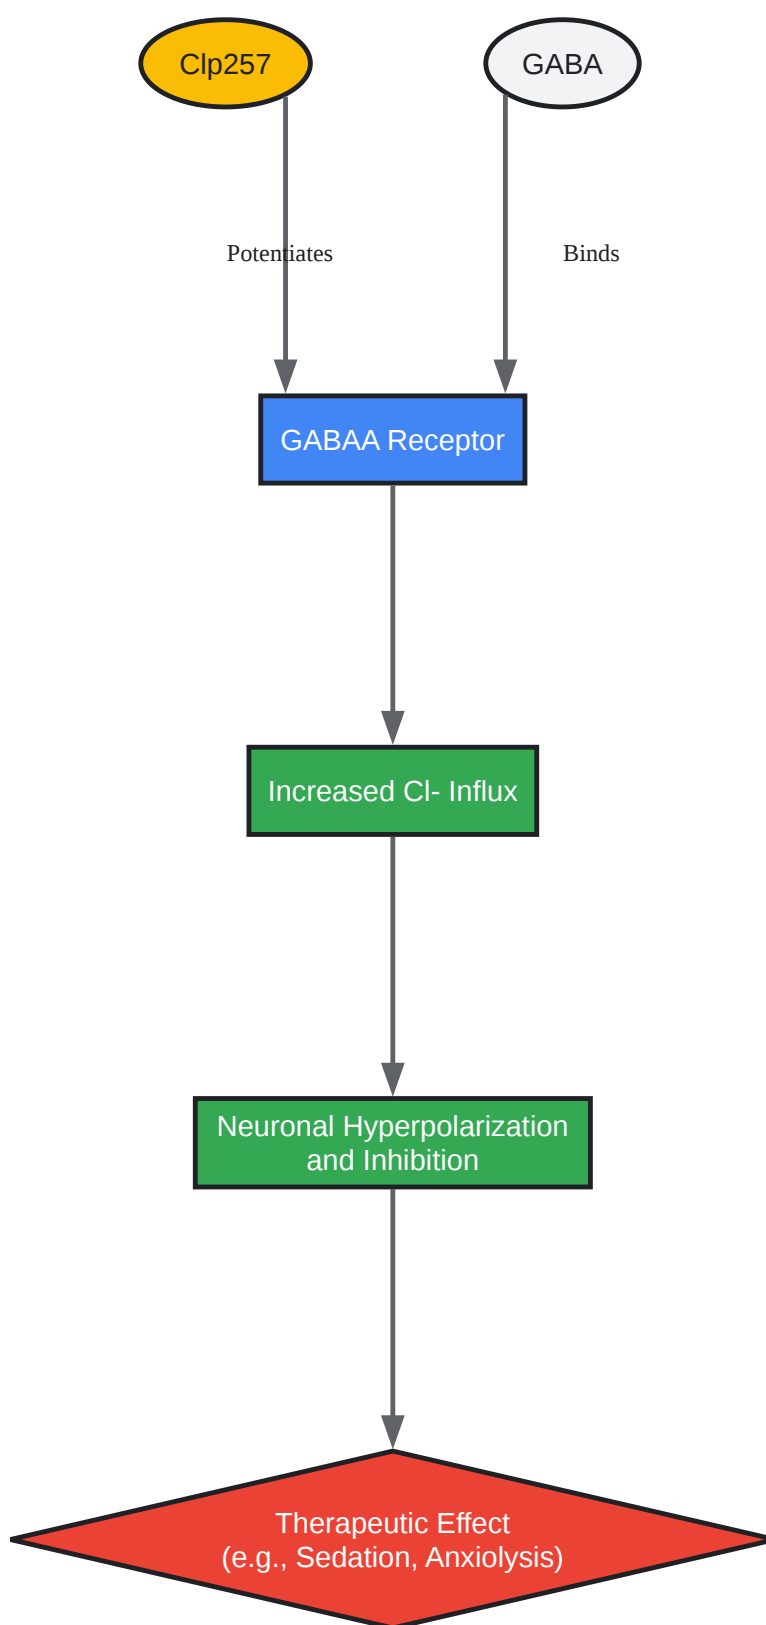 Clp257
GABA
Potentiates
Binds
GABAA Receptor
Increased Cl- Influx
Neuronal Hyperpolarization
and Inhibition
Therapeutic Effect
(e.g., Sedation, Anxiolysis)